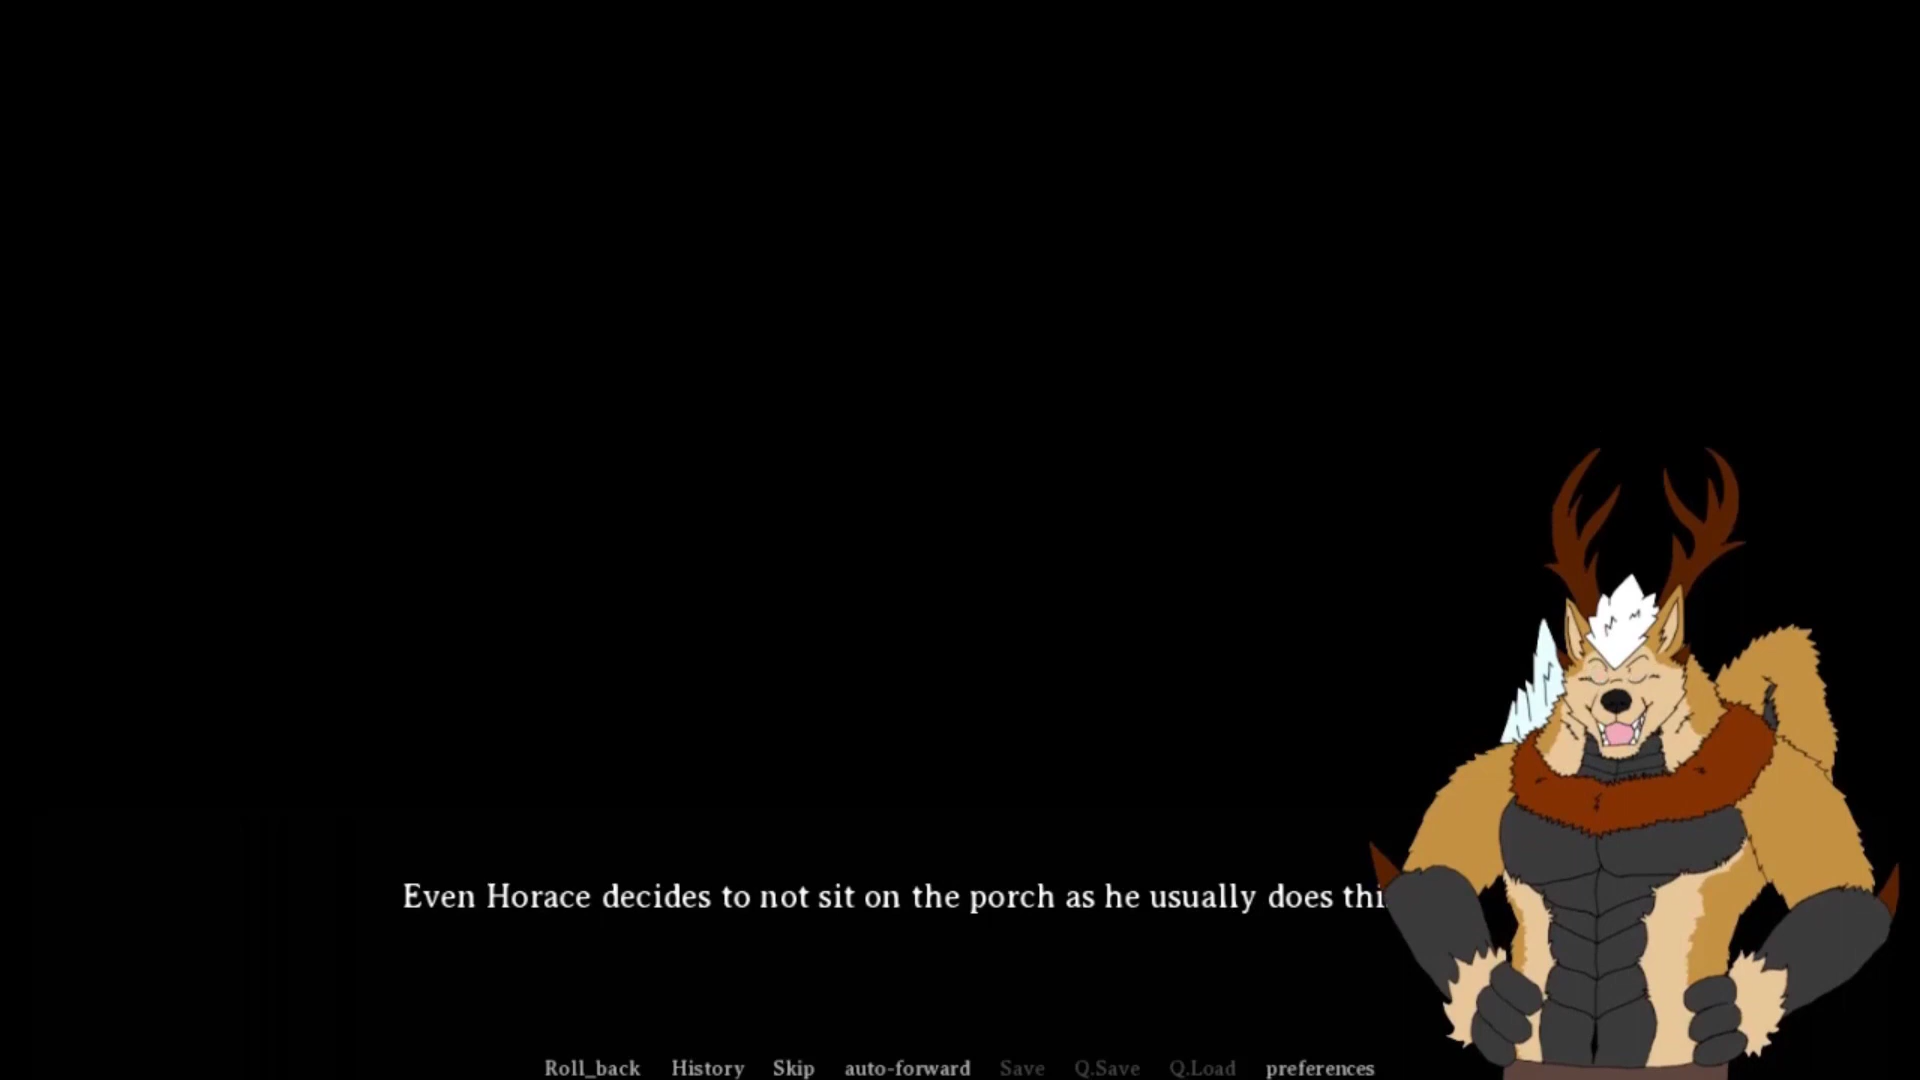 Even Horace decides to not sit on the porch as he usually does
Roll_back History Skip auto-forward Save Q.Save Q.Load preferences